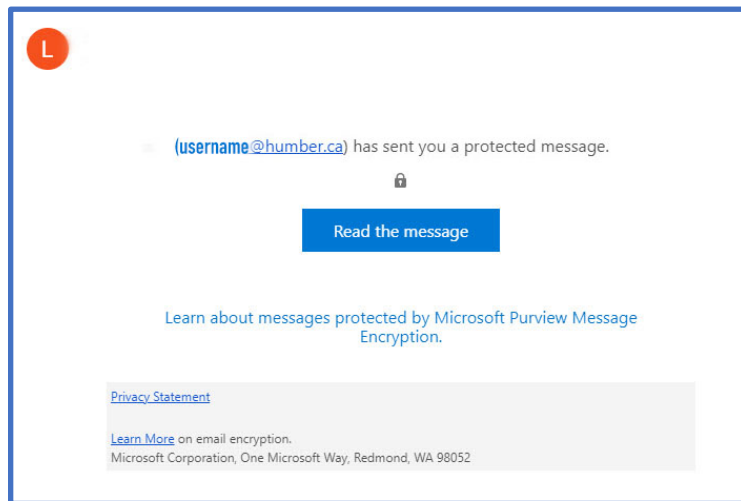 L
(username@humber.ca) has sent you a protected message.
Read the message
Learn about messages protected by Microsoft Purview Message
Encryption.
Privacy Statement
Learn More on email encryption.
Microsoft Corporation, One Microsoft Way, Redmond, WA 98052